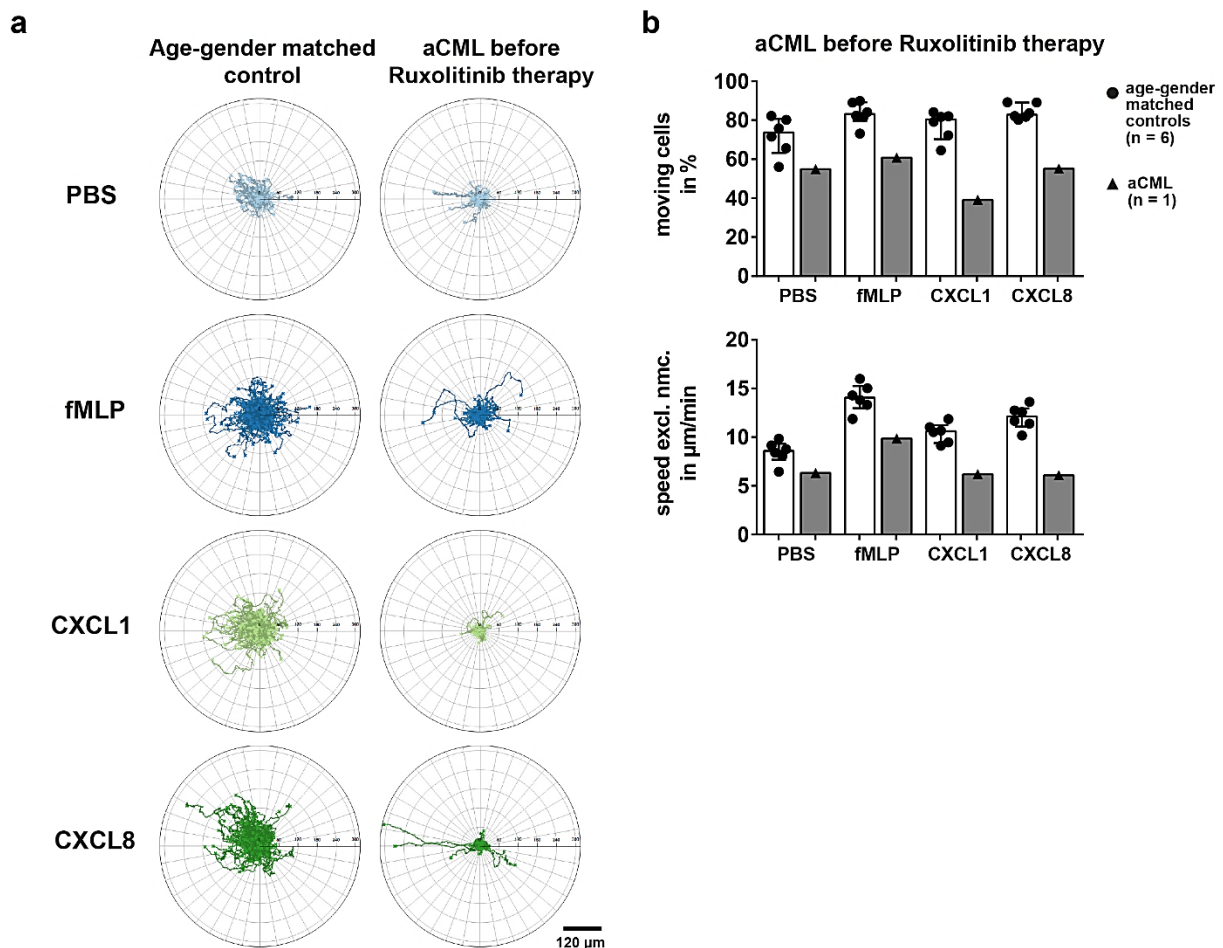 a
Age-gender matched
control
aCML before
Ruxolitinib therapy
PBS
fMLP
CXCL1
CXCL8
120 µm
b
aCML before Ruxolitinib therapy
moving cells
in %
100
80
60
40
20
0
PBS fMLP CXCL1 CXCL8
age-gender
matched
controls
(n = 6)
aCML
(n = 1)
speed excl. nmc.
in µm/min
20
15
10
5
0
PBS fMLP CXCL1 CXCL8